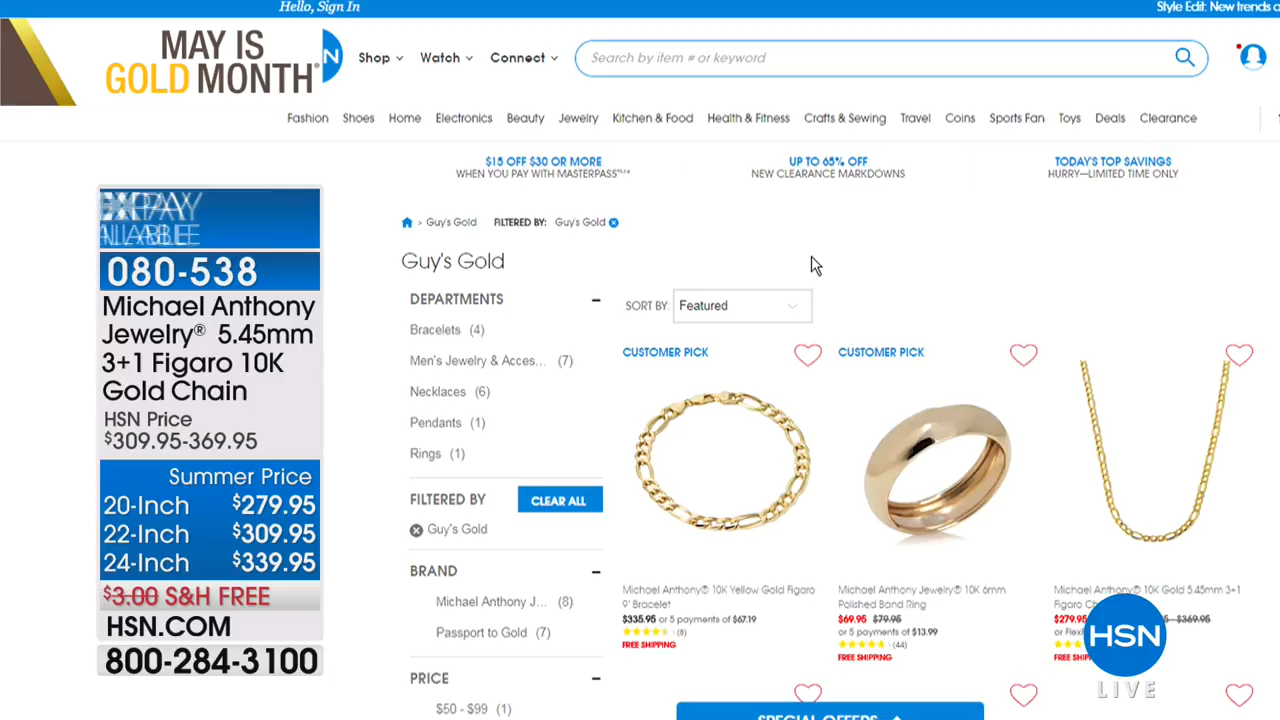 Hello, Sign In
Style Edit: New trends
MAY IS
GOLD MONTH®
N
Shop
Watch
Connect
Search by item # or keyword
Fashion
Shoes
Home
Electronics
Beauty
Jewelry
Kitchen & Food
Health & Fitness
Crafts & Sewing
Travel
Coins
Sports Fan
Toys
Deals
Clearance
$15 OFF $30 OR MORE
WHEN YOU PAY WITH MASTERPASS
UP TO 65% OFF
NEW CLEARANCE MARKDOWNS
TODAY'S TOP SAVINGS
HURRY—LIMITED TIME ONLY
080-538
Michael Anthony
Jewelry® 5.45mm
3+1 Figaro 10K
Gold Chain
HSN Price
$309.95-369.95
Summer Price
20-Inch $279.95
22-Inch $309.95
24-Inch $339.95
$3.00 S&H FREE
HSN.COM
800-284-3100
> Guy's Gold FILTERED BY: Guy's Gold
Guy's Gold
DEPARTMENTS
Bracelets (4)
Men's Jewelry & Acces... (7)
Necklaces (6)
Pendants (1)
Rings (1)
FILTERED BY CLEAR ALL
Guy's Gold
BRAND
Michael Anthony J... (8)
Passport to Gold (7)
PRICE
$50 - $99 (1)
SORT BY: Featured
CUSTOMER PICK
Michael Anthony® 10K Yellow Gold Figaro
9" Bracelet
$335.95 or 5 payments of $67.19
(8)
FREE SHIPPING
CUSTOMER PICK
Michael Anthony Jewelry® 10K 6mm
Polished Band Ring
$69.95 $79.95
or 5 payments of $13.99
(44)
FREE SHIPPING
Michael Anthony® 10K Gold 5.45mm 3+1
Figaro
$279.95 - $369.95
or
FREE
HSN
LIVE
SPECIAL OFFERS